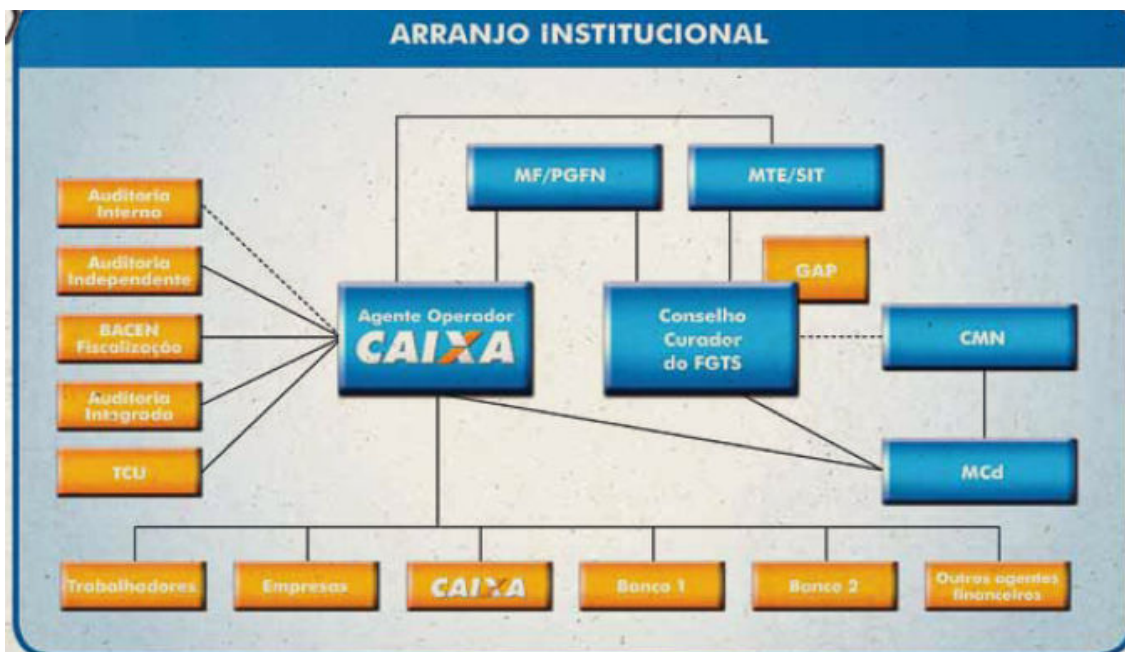 ARRANJO INSTITUCIONAL
MF/PGFN
MTE/SIT
Auditoria
Interna
Auditoria
Independente
BACEN
Fiscalização
Auditoria
Integrada
TCU
GAP
Agente Operador
CAIXA
Conselho
Curador
do FGTS
CMN
MCd
Trabalhadores
Empresas
CAIXA
Banco 1
Banco 2
Outros agentes
financeiros